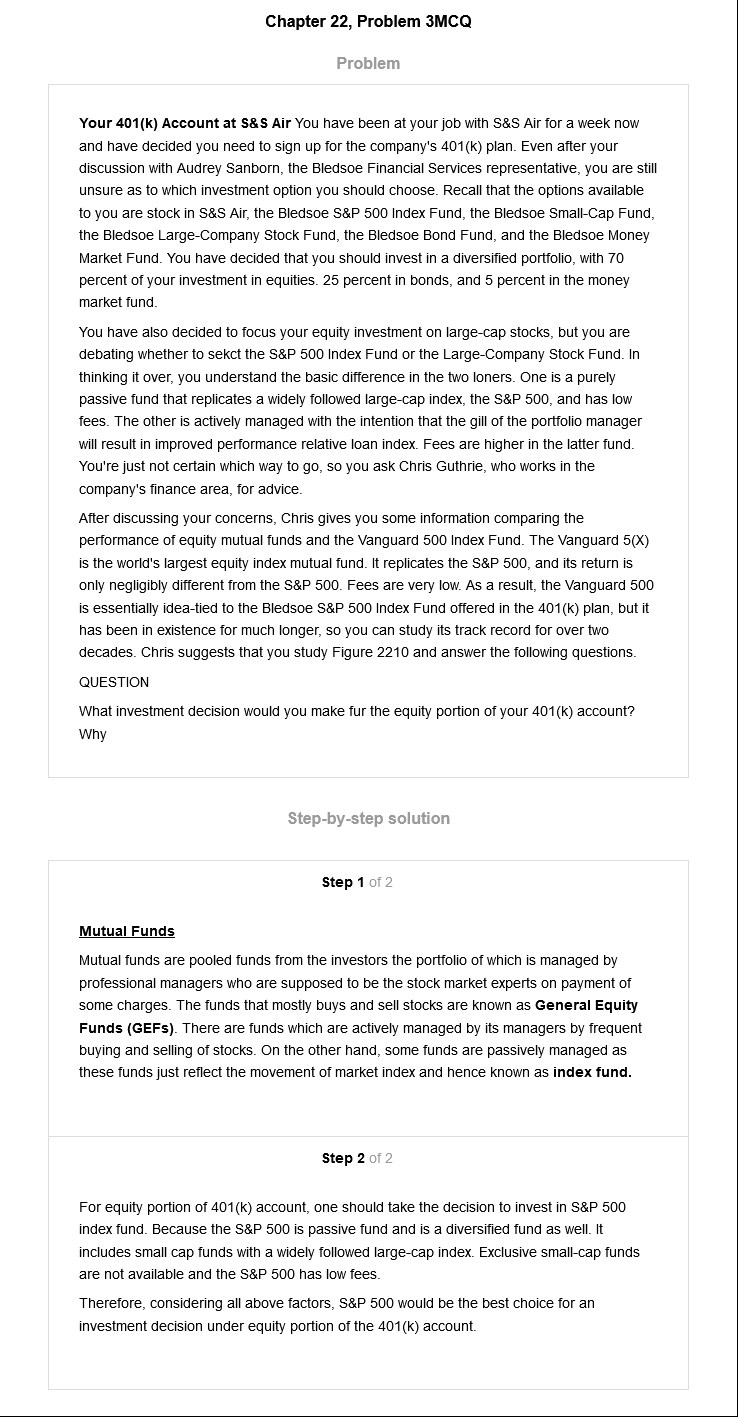 Chapter 22, Problem 3MCQ
Problem
Your 401(k) Account at S&S Air You have been at your job with S&S Air for a week now
and have decided you need to sign up for the company's 401(k) plan. Even after your
discussion with Audrey Sanborn, the Bledsoe Financial Services representative, you are still
unsure as to which investment option you should choose. Recall that the options available
to you are stock in S&S Air, the Bledsoe S&P 500 Index Fund, the Bledsoe Small-Cap Fund,
the Bledsoe Large-Company Stock Fund, the Bledsoe Bond Fund, and the Bledsoe Money
Market Fund. You have decided that you should invest in a diversified portfolio, with 70
percent of your investment in equities. 25 percent in bonds, and 5 percent in the money
market fund.
You have also decided to focus your equity investment on large-cap stocks, but you are
debating whether to sekct the S&P 500 Index Fund or the Large-Company Stock Fund. In
thinking it over, you understand the basic difference in the two loners. One is a purely
passive fund that replicates a widely followed large-cap index, the S&P 500, and has low
fees. The other is actively managed with the intention that the gill of the portfolio manager
will result in improved performance relative loan index. Fees are higher in the latter fund.
You're just not certain which way to go, so you ask Chris Guthrie, who works in the
company's finance area, for advice.
After discussing your concerns, Chris gives you some information comparing the
performance of equity mutual funds and the Vanguard 500 Index Fund. The Vanguard 5(X)
is the world's largest equity index mutual fund. It replicates the S&P 500, and its return is
only negligibly different from the S&P 500. Fees are very low. As a result, the Vanguard 500
is essentially idea-tied to the Bledsoe S&P 500 Index Fund offered in the 401(k) plan, but it
has been in existence for much longer, so you can study its track record for over two
decades. Chris suggests that you study Figure 2210 and answer the following questions.
QUESTION
What investment decision would you make fur the equity portion of your 401(k) account?
Why
Step-by-step solution
Step 1 of 2
Mutual Funds
Mutual funds are pooled funds from the investors the portfolio of which is managed by
professional managers who are supposed to be the stock market experts on payment of
some charges. The funds that mostly buys and sell stocks are known as General Equity
Funds (GEFs). There are funds which are actively managed by its managers by frequent
buying and selling of stocks. On the other hand, some funds are passively managed as
these funds just reflect the movement of market index and hence known as index fund.
Step 2 of 2
For equity portion of 401(k) account, one should take the decision to invest in S&P 500
index fund. Because the S&P 500 is passive fund and is a diversified fund as well. It
includes small cap funds with a widely followed large-cap index. Exclusive small-cap funds
are not available and the S&P 500 has low fees.
Therefore, considering all above factors, S&P 500 would be the best choice for an
investment decision under equity portion of the 401(k) account.